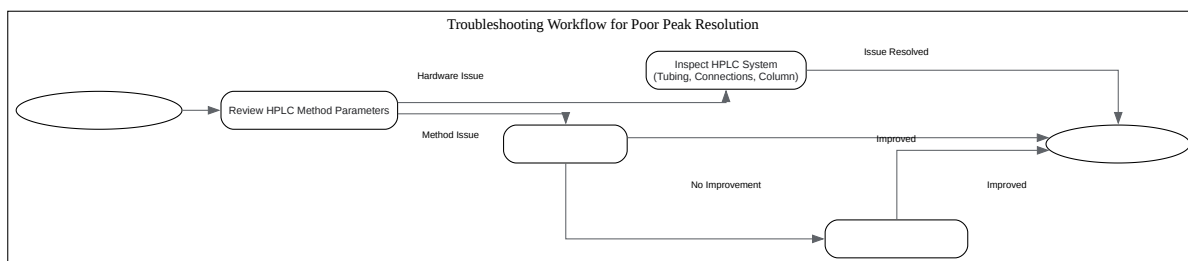 Troubleshooting Workflow for Poor Peak Resolution
Issue Resolved
Inspect HPLC System
(Tubing, Connections, Column)
Hardware Issue
Review HPLC Method Parameters
Method Issue
Improved
No Improvement
Improved